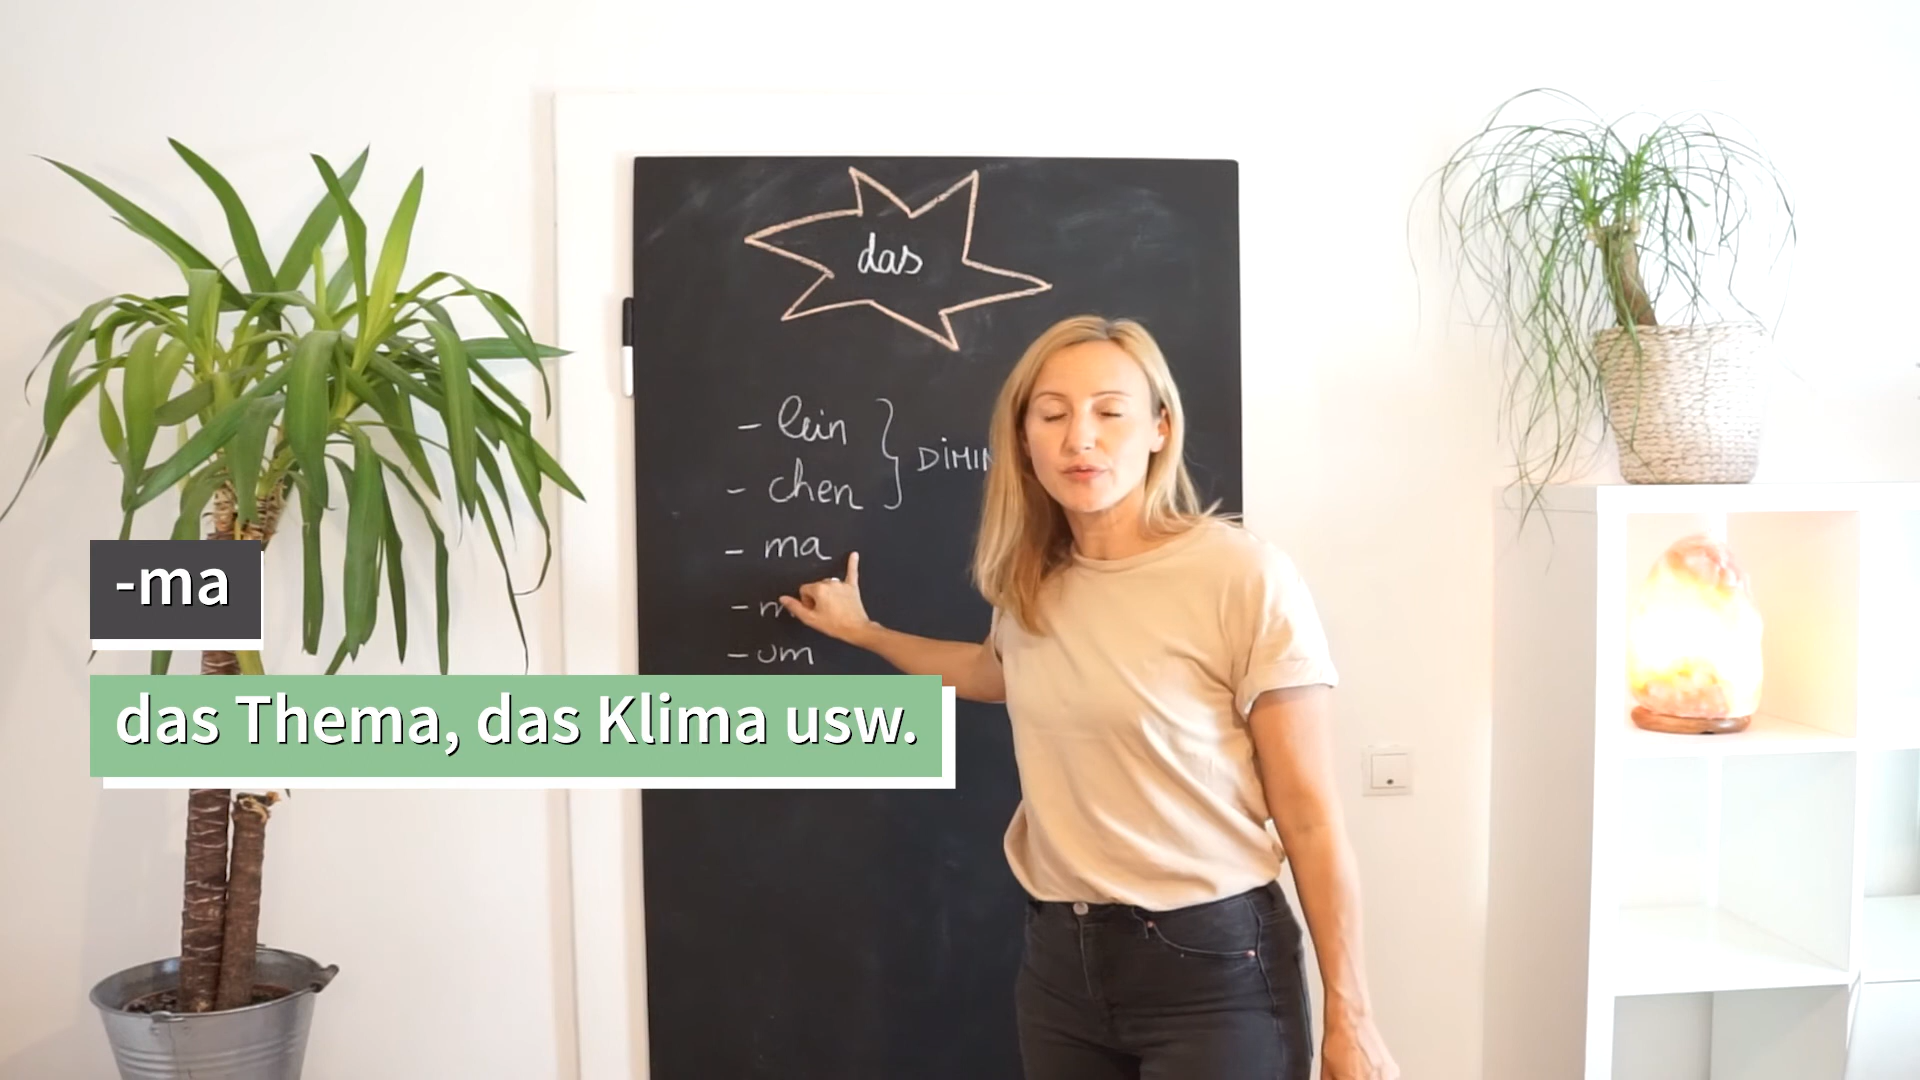 das
- lein
- chen
DIMIN
- ma
- um
-ma
das Thema, das Klima usw.